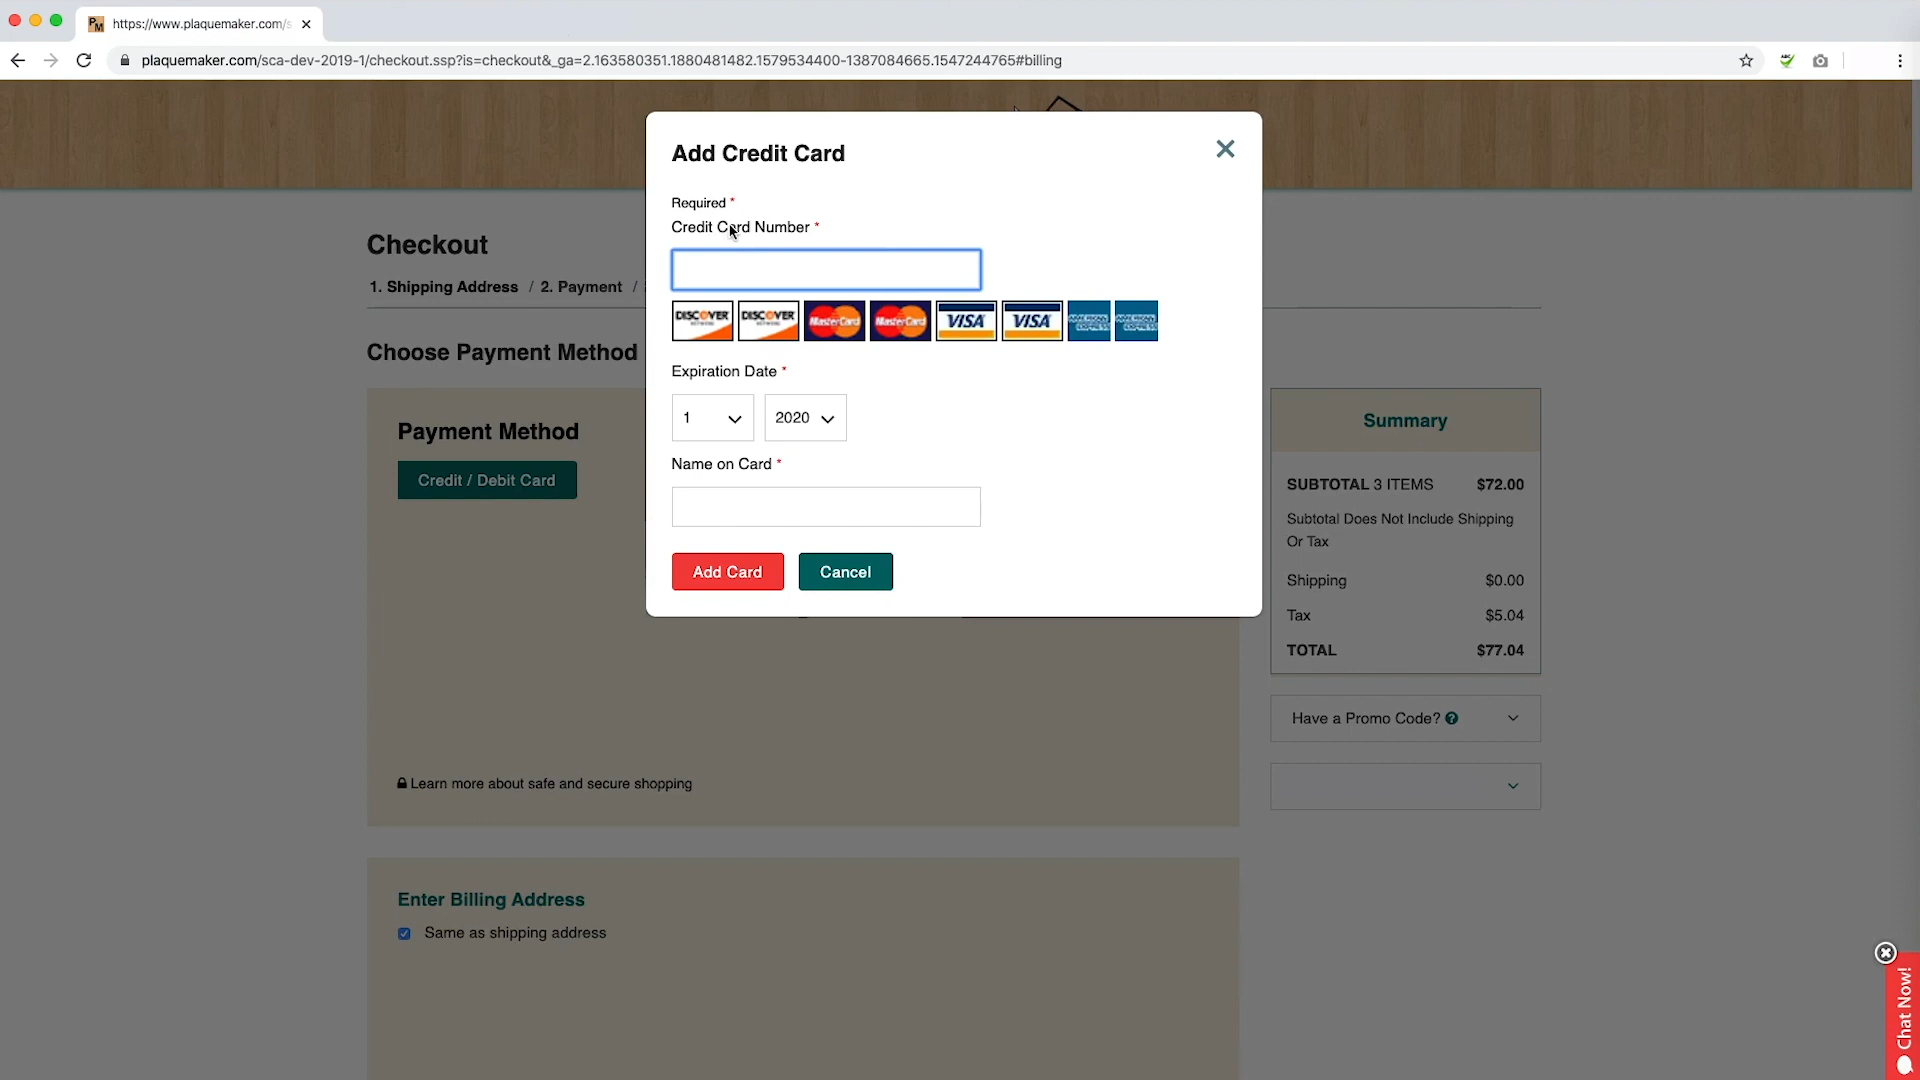 PM
https://www.plaquemaker.com/s
plaquemaker.com/sca-dev-2019-1/checkout.ssp?is=checkout&_ga=2.163580351.1880481482.1579534400-1387084665.1547244765#billing
Add Credit Card
Required *
Credit Card Number *
DISCOVER DISCOVER MasterCard MasterCard VISA VISA AMERICAN EXPRESS AMERICAN EXPRESS
Expiration Date *
1 2020
Name on Card *
Add Card Cancel
Checkout
1. Shipping Address / 2. Payment /
Choose Payment Method
Payment Method
Credit / Debit Card
Learn more about safe and secure shopping
Enter Billing Address
Same as shipping address
Summary
SUBTOTAL 3 ITEMS $72.00
Subtotal Does Not Include Shipping
Or Tax
Shipping $0.00
Tax $5.04
TOTAL $77.04
Have a Promo Code? ?
Chat Now!